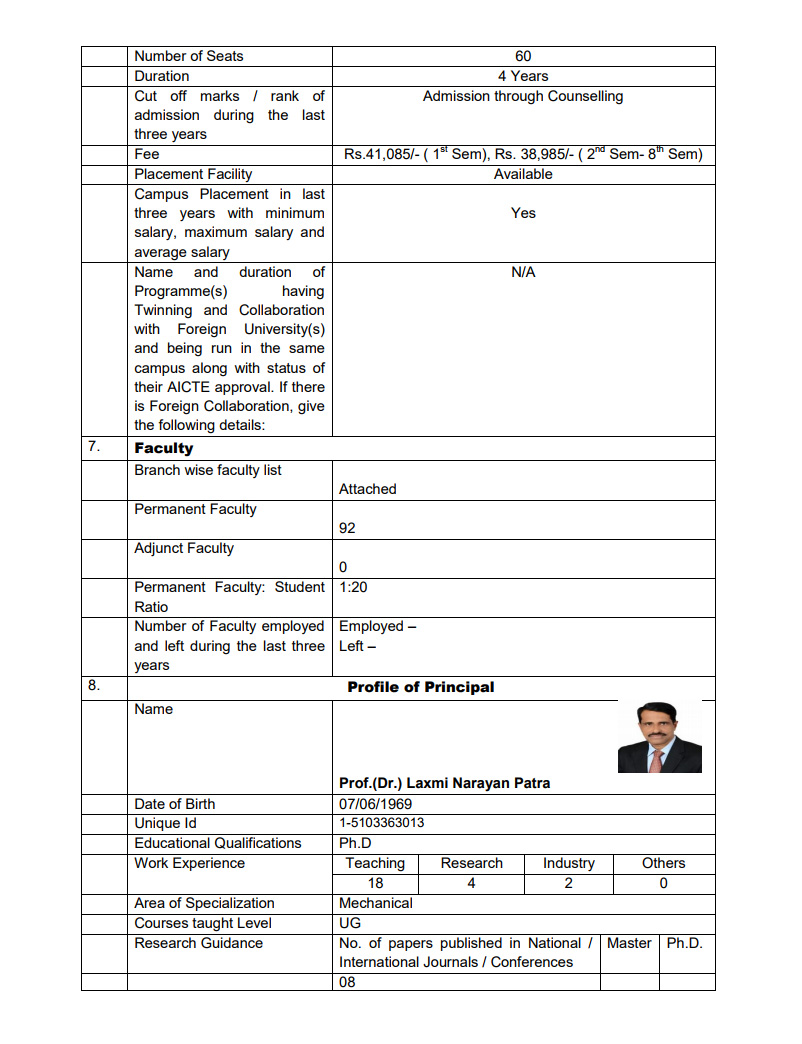 Number of Seats 60
Duration 4 Years
Cut off marks / rank of Admission through Counselling
admission during the last
three years
Fee Rs.41,085/- ( 1st Sem), Rs. 38,985/- ( 2nd Sem- 8th Sem)
Placement Facility Available
Campus Placement in last
three years with minimum Yes
salary, maximum salary and
average salary
Name and duration of N/A
Programme(s) having
Twinning and Collaboration
with Foreign University(s)
and being run in the same
campus along with status of
their AICTE approval. If there
is Foreign Collaboration, give
the following details:
7. Faculty
Branch wise faculty list
Attached
Permanent Faculty
92
Adjunct Faculty
0
Permanent Faculty: Student 1:20
Ratio
Number of Faculty employed Employed –
and left during the last three Left –
years
8. Profile of Principal
Name
Prof.(Dr.) Laxmi Narayan Patra
Date of Birth 07/06/1969
Unique Id 1-5103363013
Educational Qualifications Ph.D
Work Experience Teaching Research Industry Others
18 4 2 0
Area of Specialization Mechanical
Courses taught Level UG
Research Guidance No. of papers published in National / Master Ph.D.
International Journals / Conferences
08